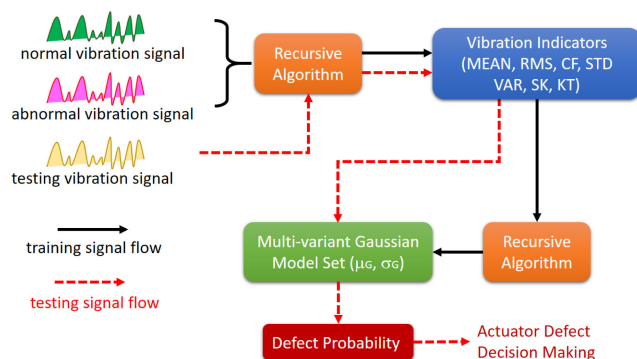 normal vibration signal
abnormal vibration signal
testing vibration signal
training signal flow
testing signal flow
Recursive
Algorithm
Vibration Indicators
(MEAN, RMS, CF, STD
VAR, SK, KT)
Multi-variant Gaussian
Model Set (μG, σG)
Recursive
Algorithm
Defect Probability
Actuator Defect
Decision Making